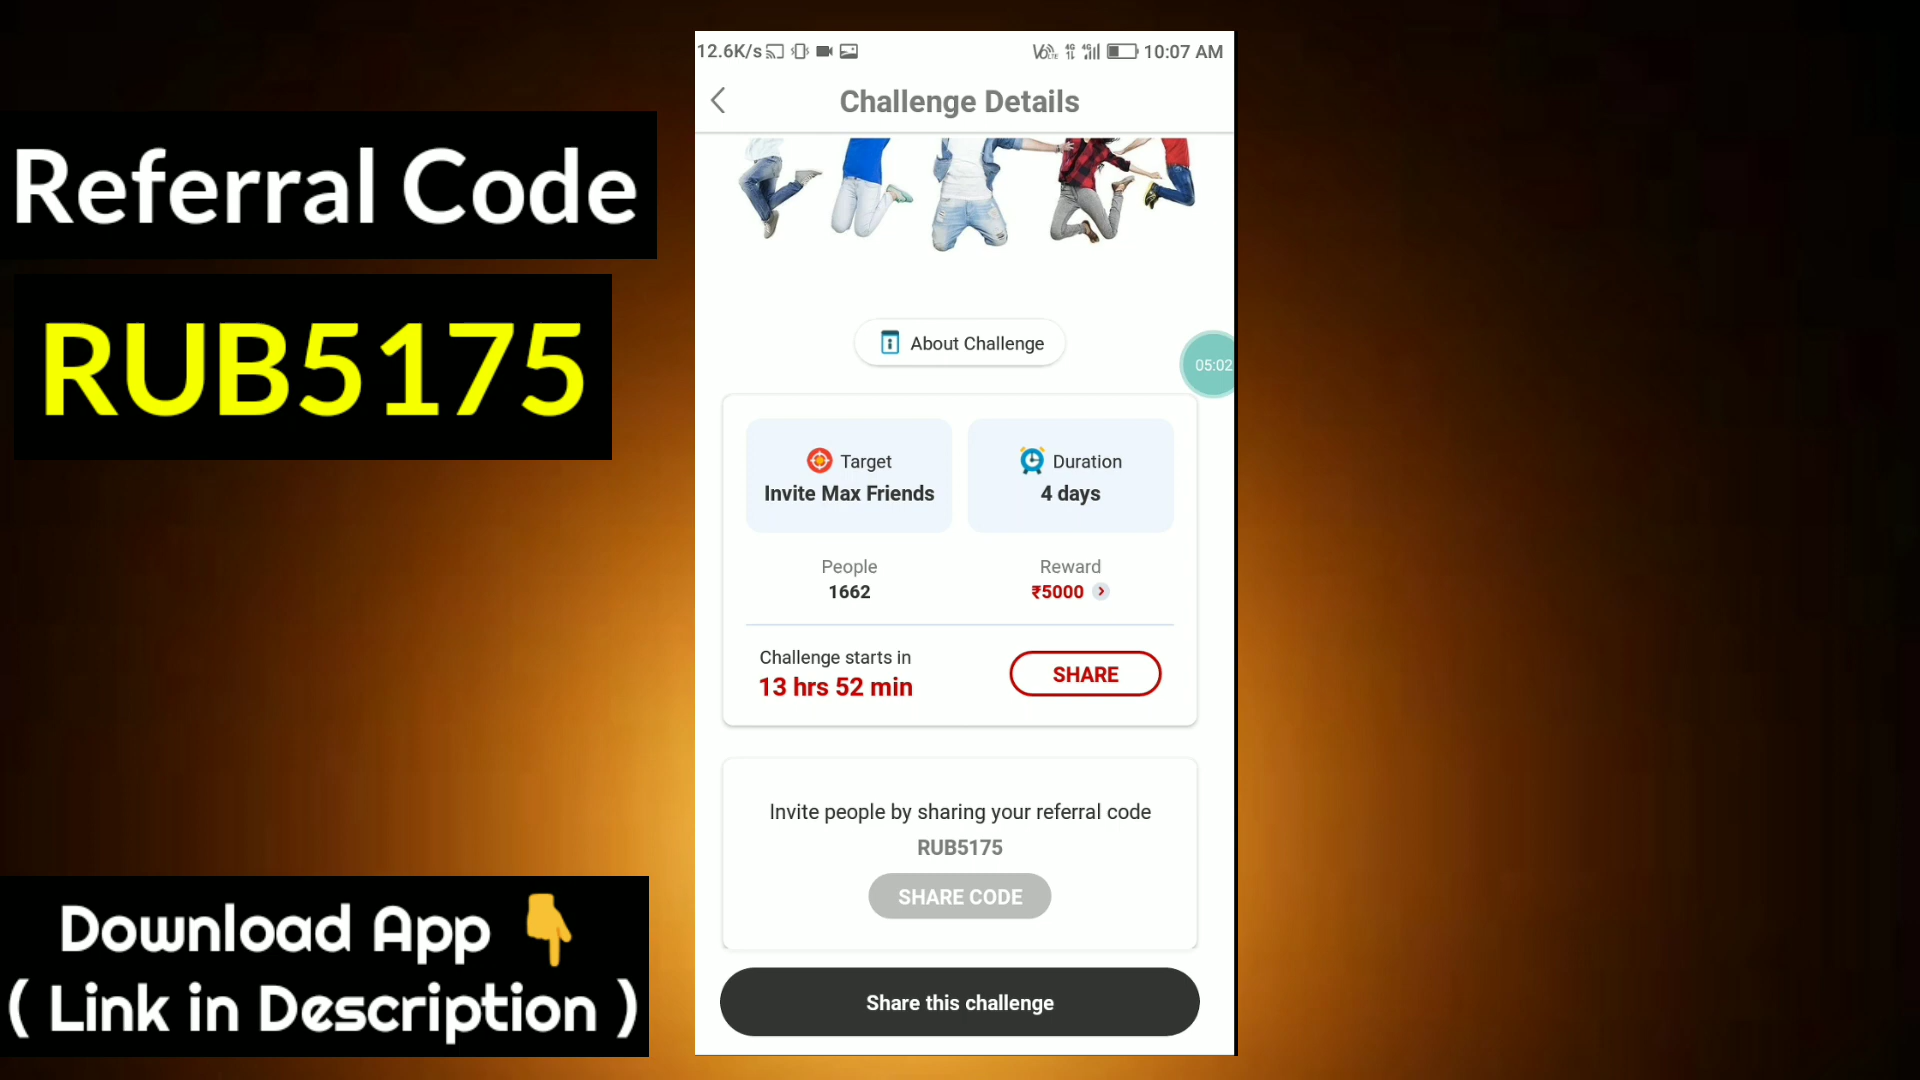 Referral Code
RUB5175
Download App 👇
( Link in Description )
12.6K/s
10:07 AM
Challenge Details
About Challenge
05:02
Target
Invite Max Friends
Duration
4 days
People
1662
Reward
₹5000
Challenge starts in
13 hrs 52 min
SHARE
Invite people by sharing your referral code
RUB5175
SHARE CODE
Share this challenge